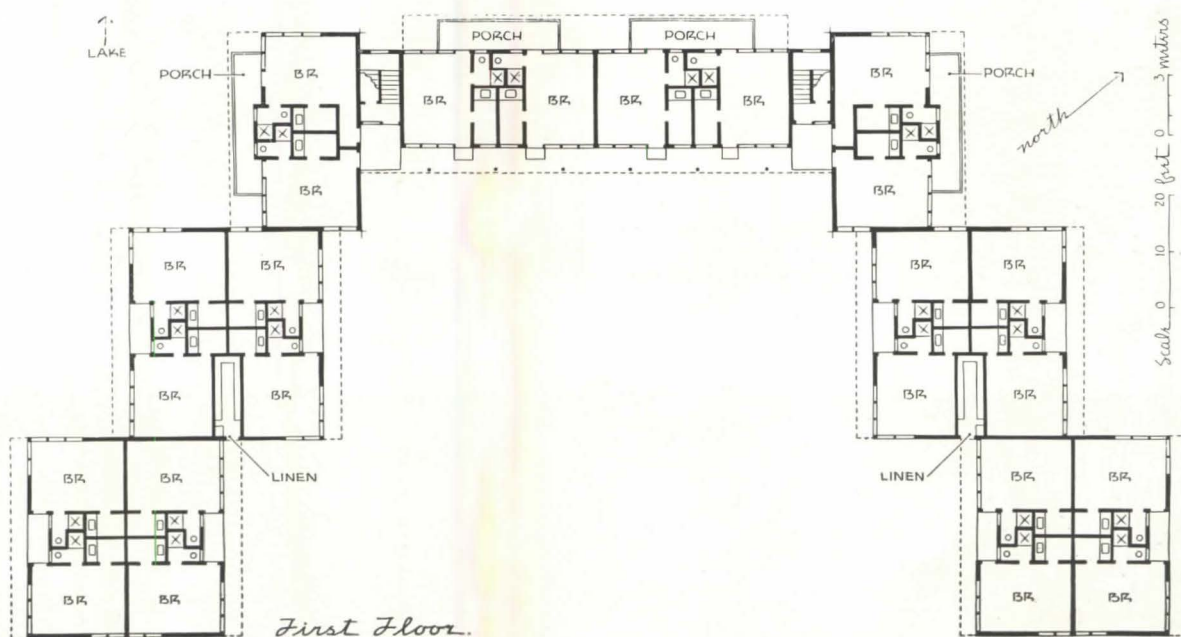 LAKE
PORCH
PORCH
PORCH
PORCH
BR.
BR.
BR.
BR.
BR.
BR.
BR.
BR.
north
Scale 0 10 20 feet 0 3 meters
BR.
BR.
BR.
BR.
BR.
BR.
BR.
BR.
LINEN
LINEN
BR.
BR.
BR.
BR.
BR.
BR.
BR.
BR.
First Floor.